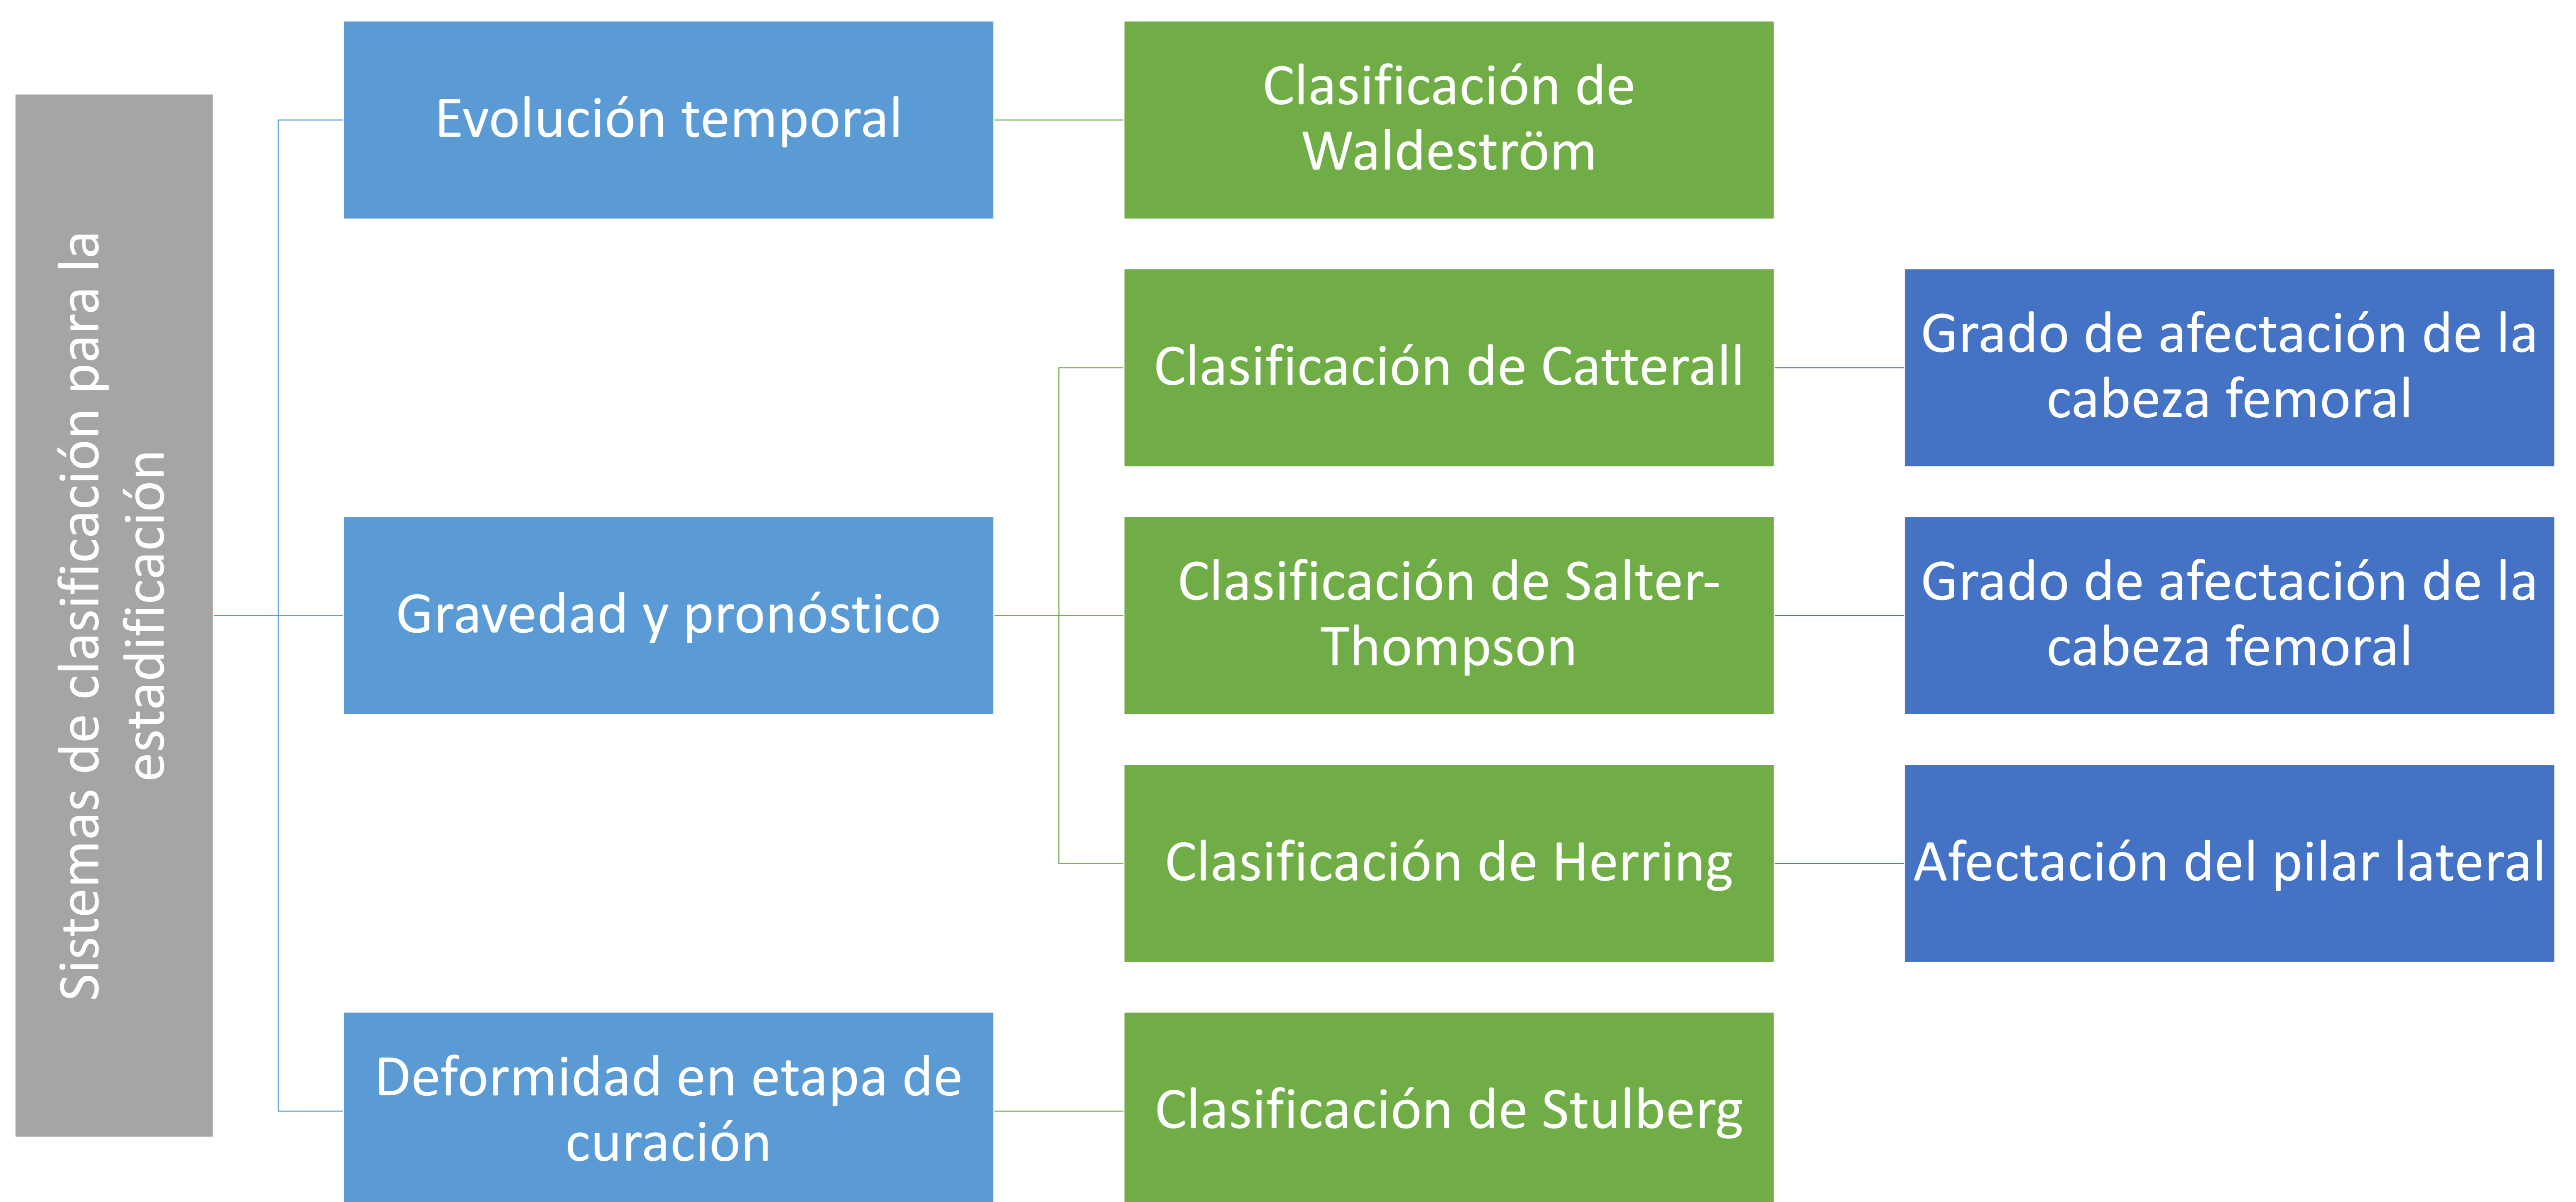 Sistemas de clasificación para la
estadificación
Evolución temporal
Clasificación de
Waldeström
Gravedad y pronóstico
Clasificación de Catterall
Grado de afectación de la
cabeza femoral
Clasificación de Salter-
Thompson
Grado de afectación de la
cabeza femoral
Clasificación de Herring
Afectación del pilar lateral
Deformidad en etapa de
curación
Clasificación de Stulberg